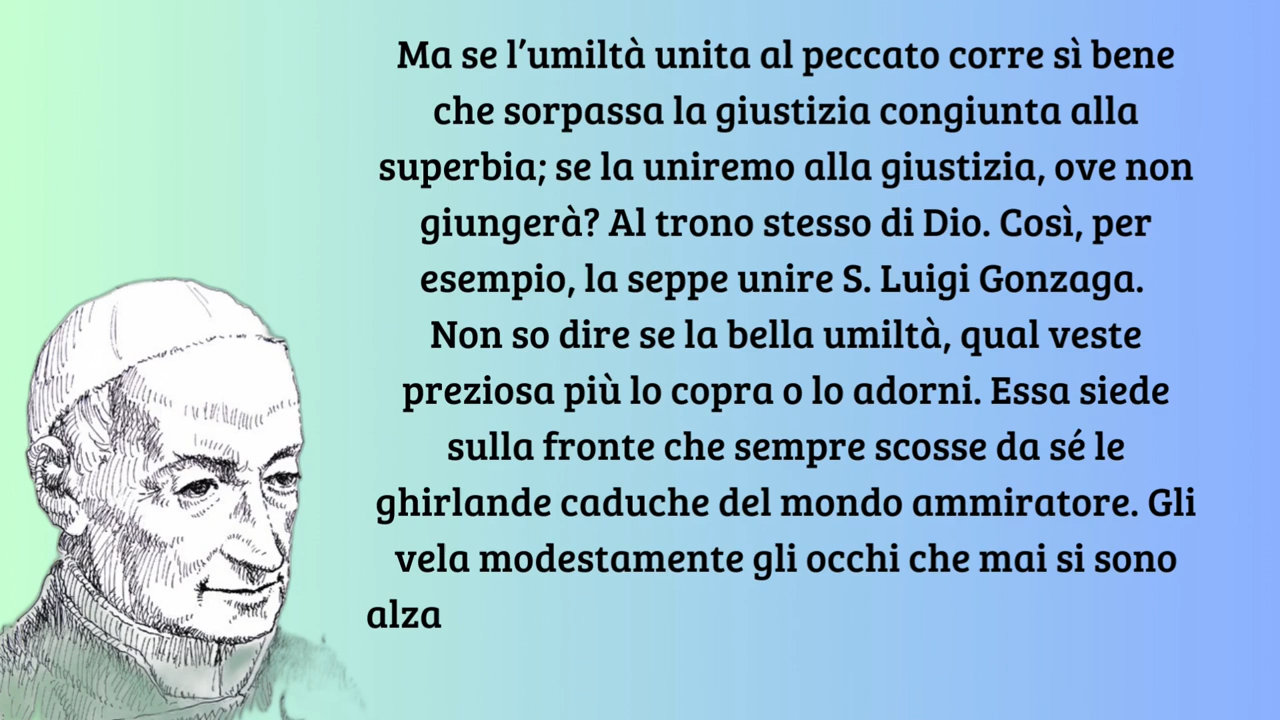 Ma se l’umiltà unita al peccato corre sì bene
che sorpassa la giustizia congiunta alla
superbia; se la uniremo alla giustizia, ove non
giungerà? Al trono stesso di Dio. Così, per
esempio, la seppe unire S. Luigi Gonzaga.
Non so dire se la bella umiltà, qual veste
preziosa più lo copra o lo adorni. Essa siede
sulla fronte che sempre scosse da sé le
ghirlande caduche del mondo ammiratore. Gli
vela modestamente gli occhi che mai si sono
alza